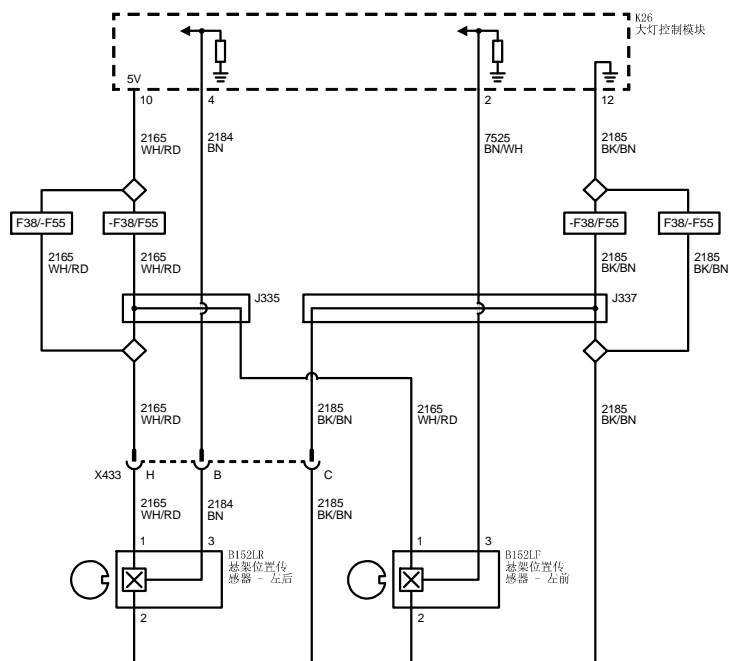 K26
大灯控制模块
5V
10
4
2
12
2165
WH/RD
2184
BN
7525
BN/WH
2185
BK/BN
F38/-F55
-F38/F55
-F38/F55
F38/-F55
2165
WH/RD
2165
WH/RD
2185
BK/BN
2185
BK/BN
J335
J337
2165
WH/RD
2185
BK/BN
2165
WH/RD
2185
BK/BN
X433
H
B
C
2165
WH/RD
2184
BN
2185
BK/BN
1
3
B152LR
悬架位置传
感器 - 左后
2
1
3
B152LF
悬架位置传
感器 - 左前
2